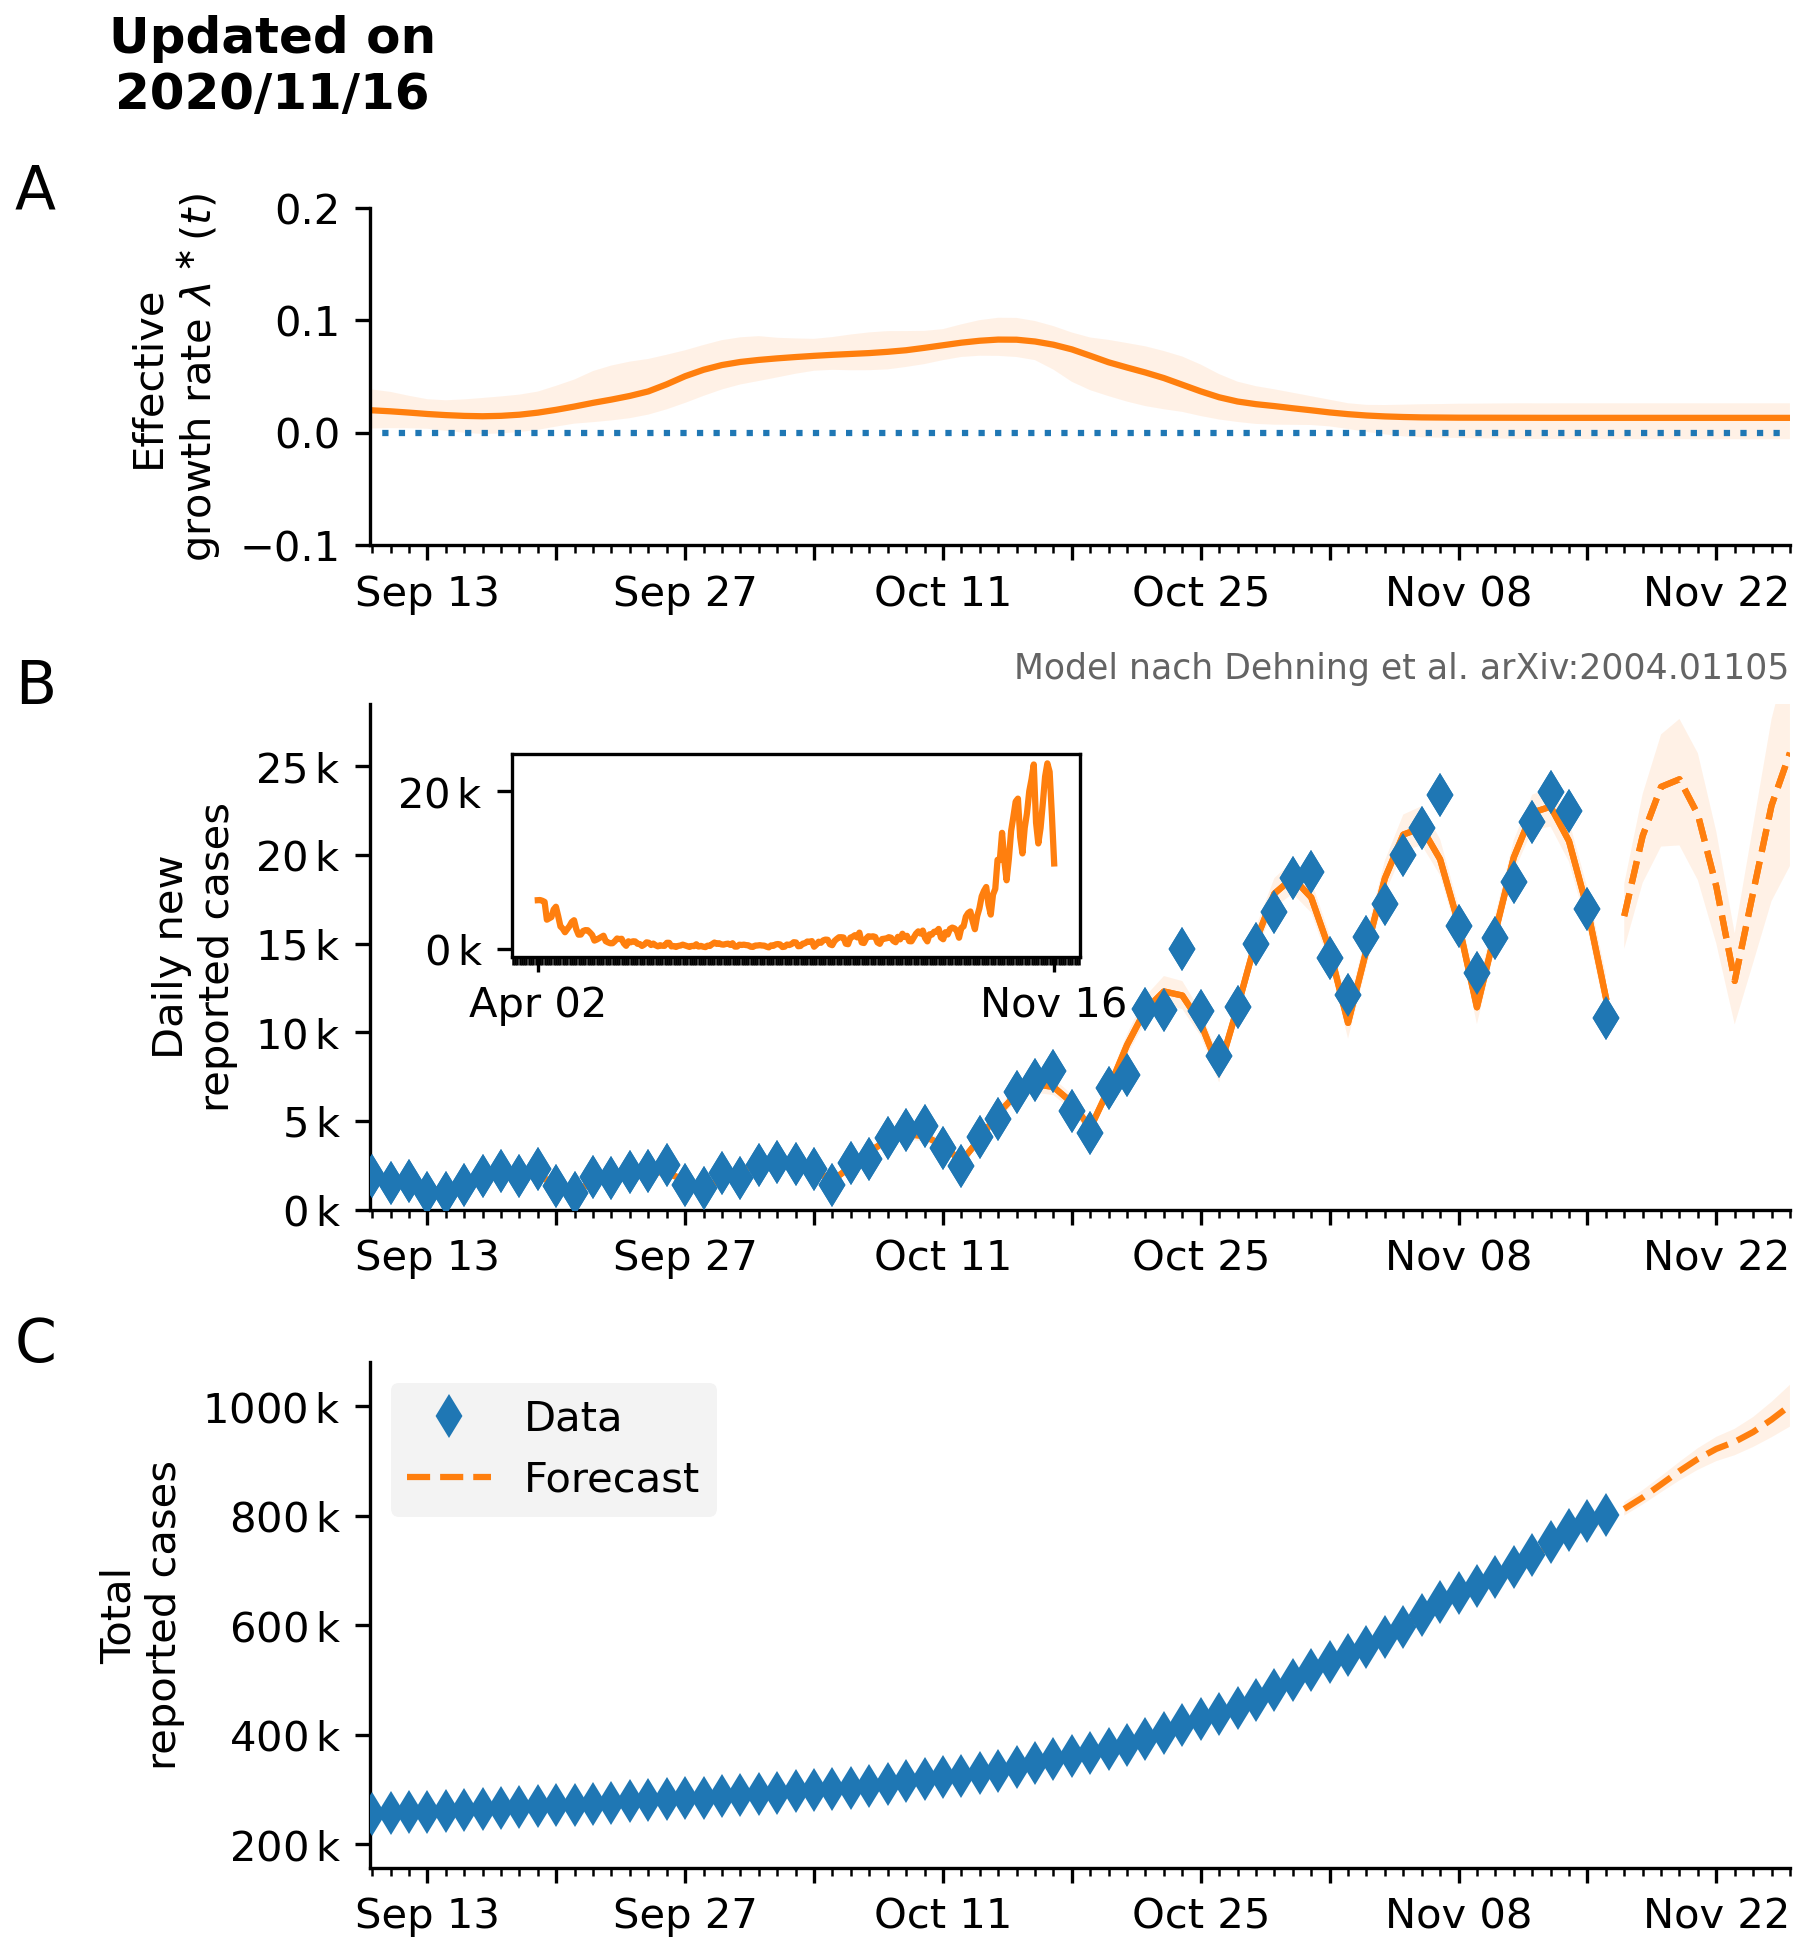 Updated on
2020/11/16
A
Effective
growth rate λ * (t)
0.2
0.1
0.0
−0.1
Sep 13 Sep 27 Oct 11 Oct 25 Nov 08 Nov 22
Model nach Dehning et al. arXiv:2004.01105
B
Daily new
reported cases
25 k
20 k
15 k
10 k
5 k
0 k
20 k
0 k
Apr 02 Nov 16
Sep 13 Sep 27 Oct 11 Oct 25 Nov 08 Nov 22
C
Total
reported cases
1000 k
800 k
600 k
400 k
200 k
Data
Forecast
Sep 13 Sep 27 Oct 11 Oct 25 Nov 08 Nov 22